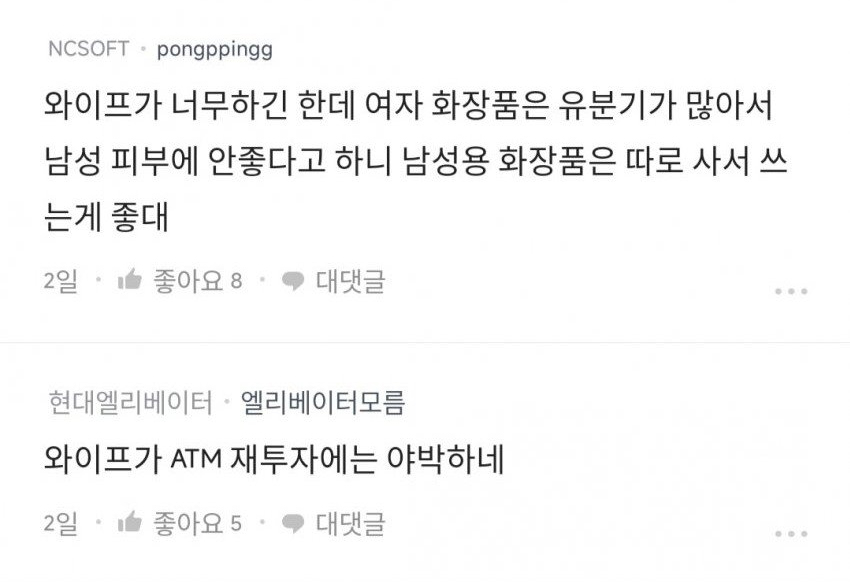 NCSOFT · pongppingg
와이프가 너무하긴 한데 여자 화장품은 유분기가 많아서
남성 피부에 안좋다고 하니 남성용 화장품은 따로 사서 쓰
는게 좋대
2일 · 좋아요 8 · 대댓글
현대엘리베이터 · 엘리베이터모름
와이프가 ATM 재투자에는 야박하네
2일 · 좋아요 5 · 대댓글